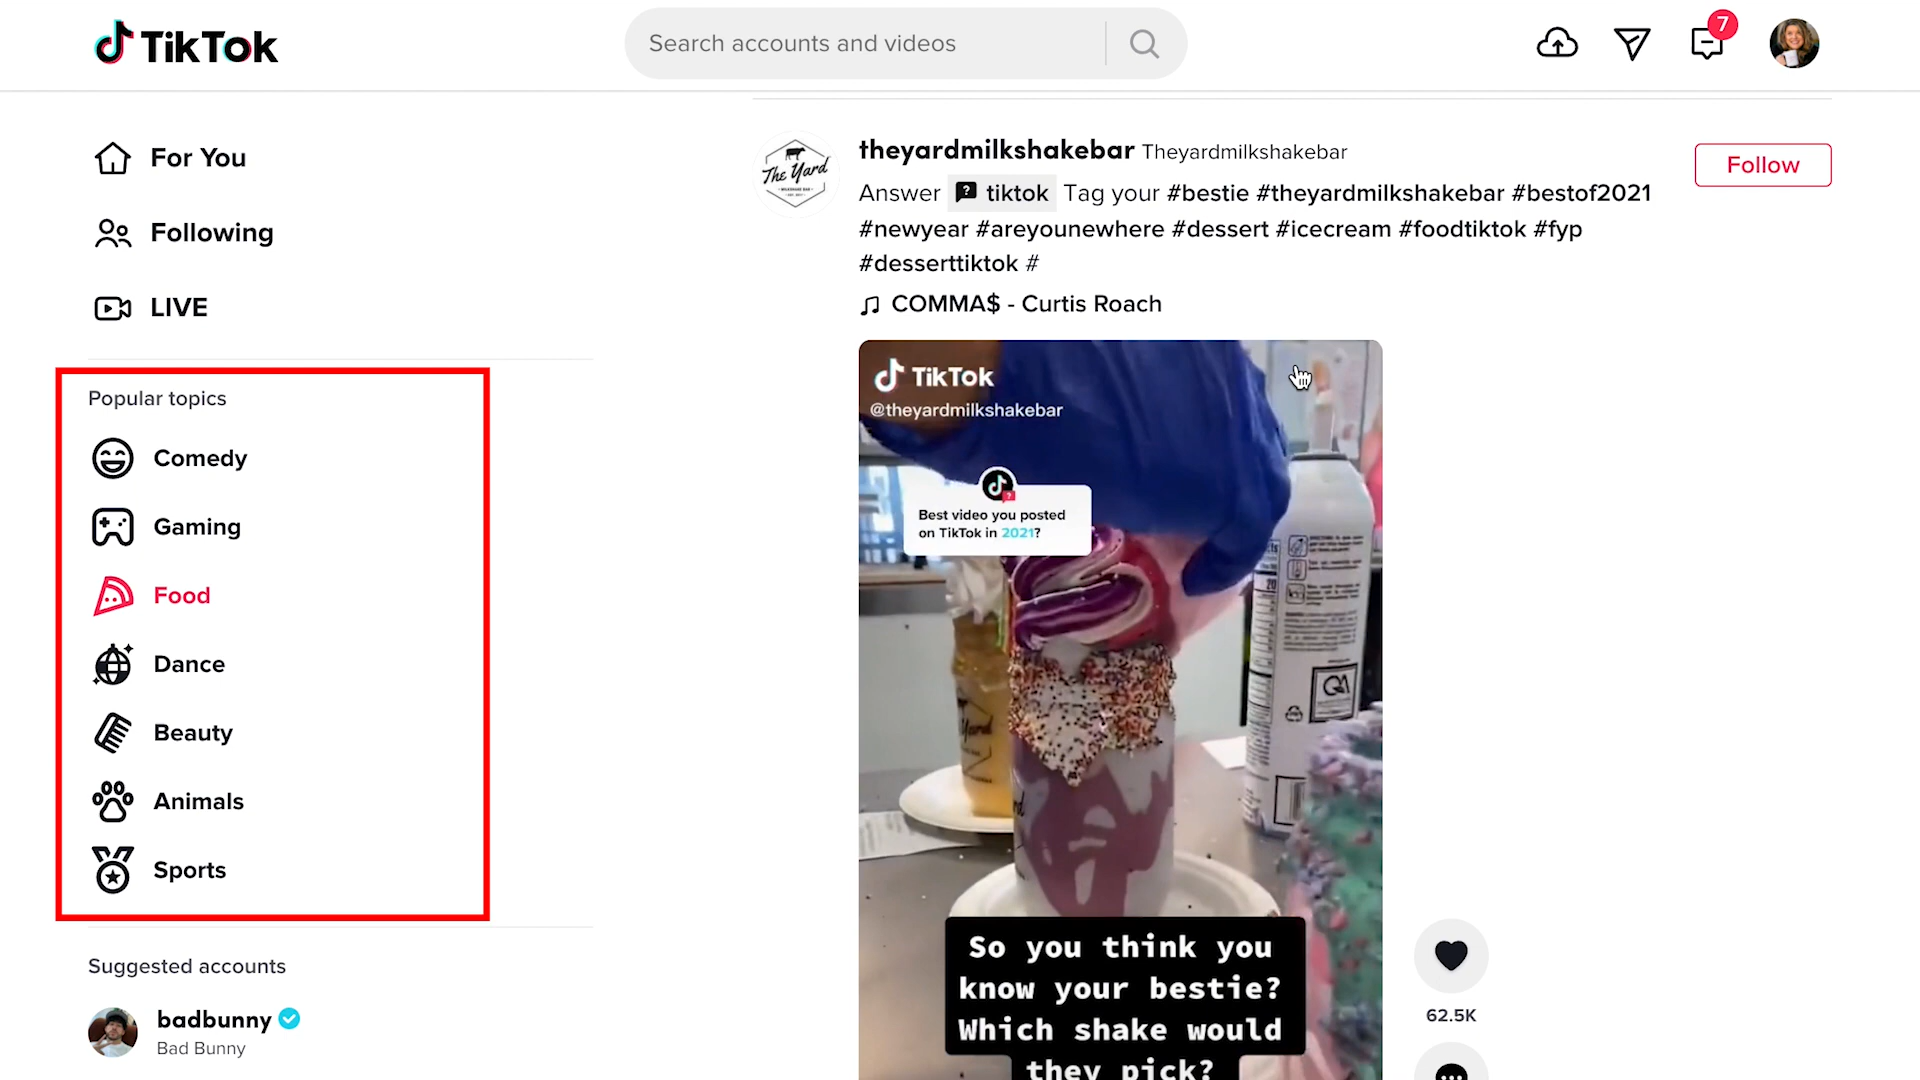 TikTok
Search accounts and videos
7
For You
Following
LIVE
Popular topics
Comedy
Gaming
Food
Dance
Beauty
Animals
Sports
Suggested accounts
badbunny
Bad Bunny
The Yard
theyardmilkshakebar Theyardmilkshakebar
Follow
Answer tiktok Tag your #bestie #theyardmilkshakebar #bestof2021
#newyear #areyounewhere #dessert #icecream #foodtiktok #fyp
#desserttiktok #
COMMA$ - Curtis Roach
TikTok
@theyardmilkshakebar
Best video you posted
on TikTok in 2021?
So you think you
know your bestie?
Which shake would
they pick?
62.5K